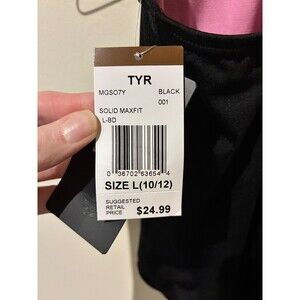 TYR
MGSO7Y BLACK
001
SOLID MAXFIT
L-BD
0 36702 63654 4
SIZE L(10/12)
SUGGESTED
RETAIL
PRICE $24.99